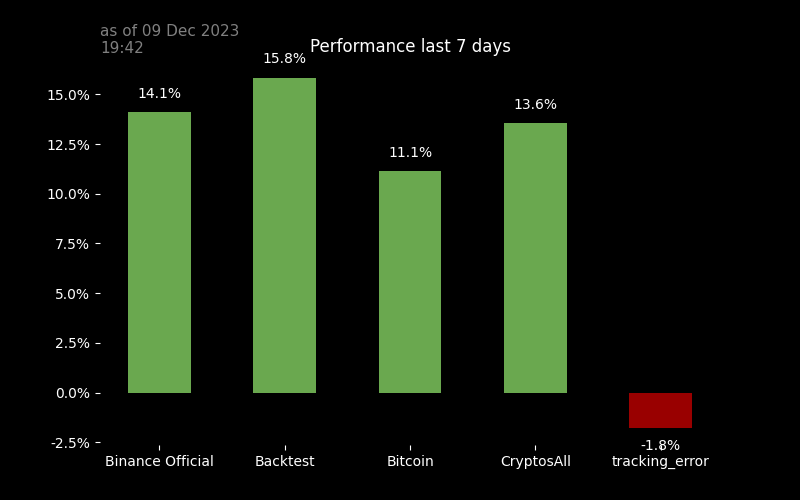 as of 09 Dec 2023
19:42
Performance last 7 days
15.8%
14.1%
13.6%
11.1%
15.0%
12.5%
10.0%
7.5%
5.0%
2.5%
0.0%
-2.5%
-1.8%
Binance Official
Backtest
Bitcoin
CryptosAll
tracking_error